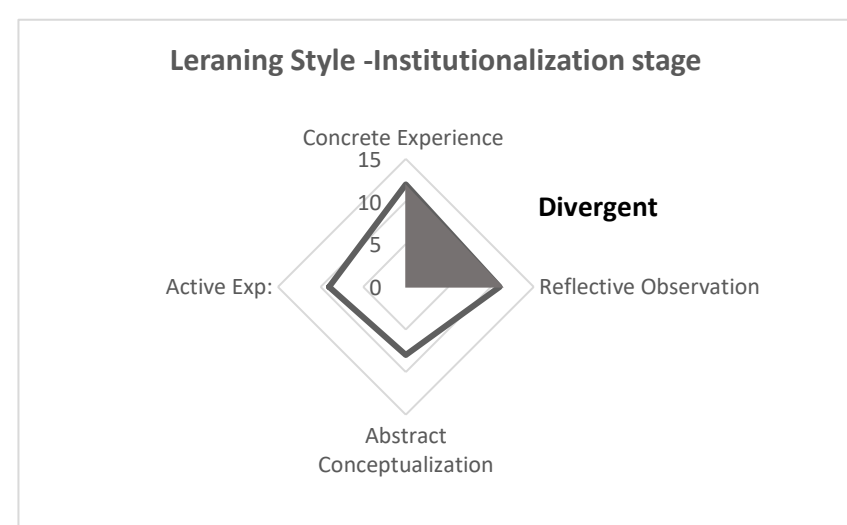 Leraning Style -Institutionalization stage
Concrete Experience
15
10
Divergent
5
Active Exp:
0
Reflective Observation
Abstract
Conceptualization